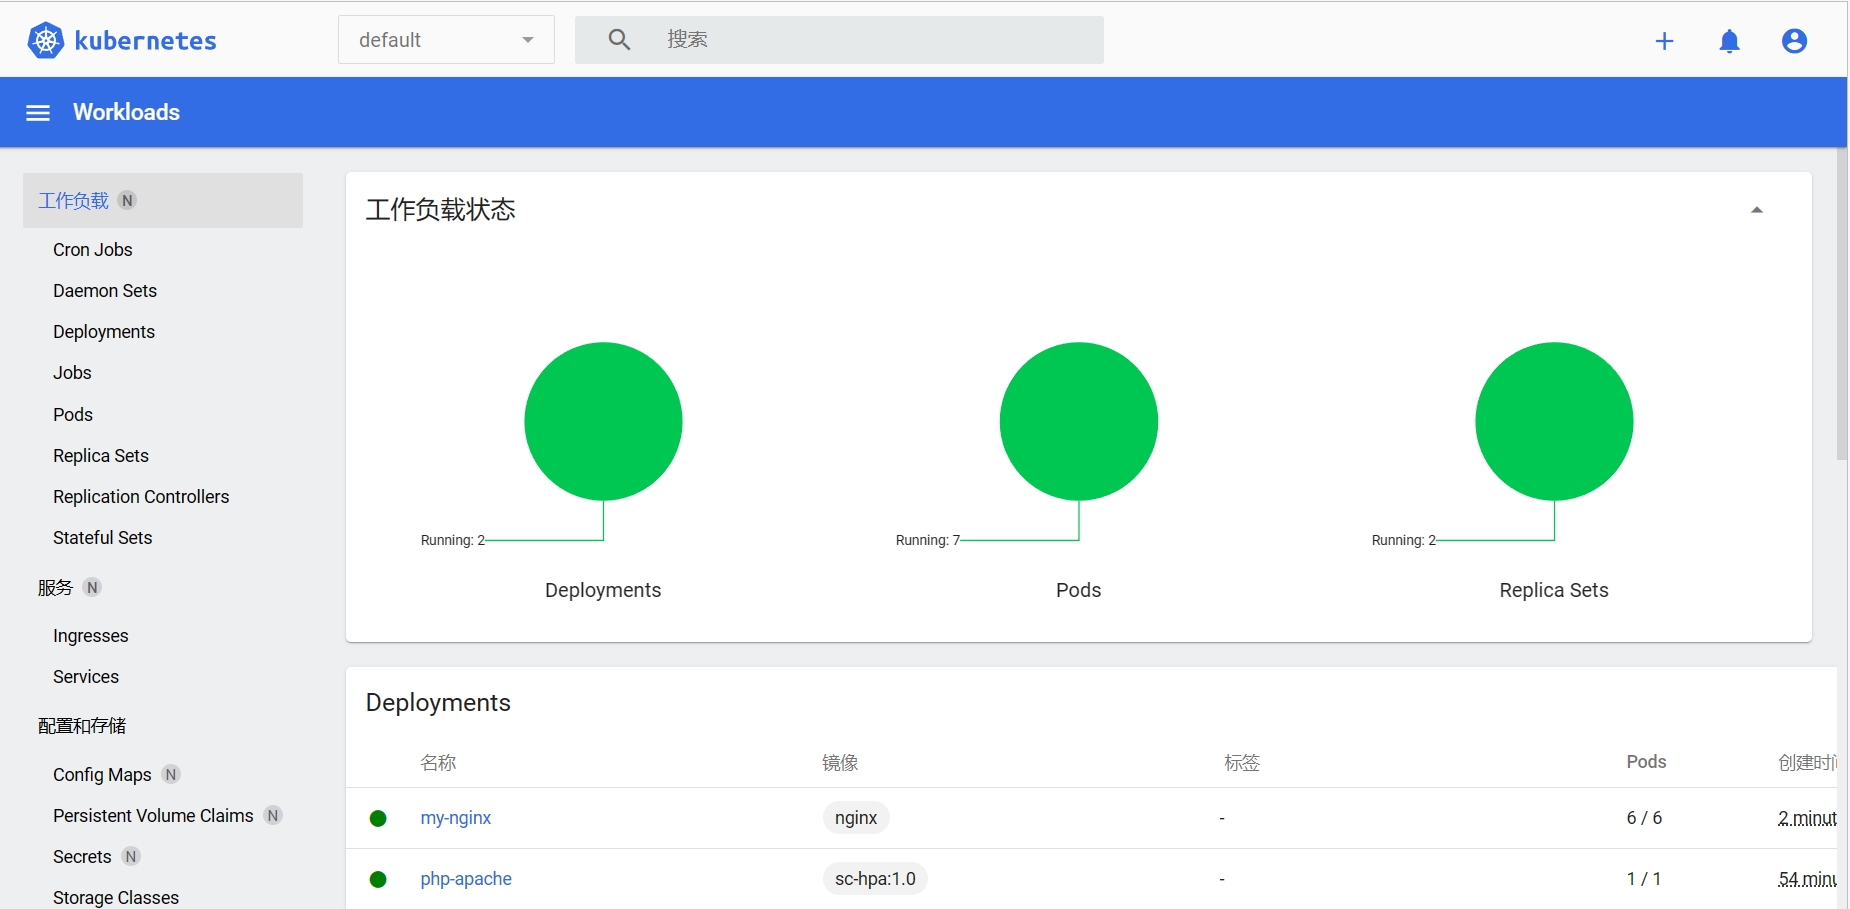 kubernetes
default
搜索
Workloads
工作负载 N
Cron Jobs
Daemon Sets
Deployments
Jobs
Pods
Replica Sets
Replication Controllers
Stateful Sets
服务 N
Ingresses
Services
配置和存储
Config Maps N
Persistent Volume Claims N
Secrets N
Storage Classes
工作负载状态
Running: 2
Deployments
Running: 7
Pods
Running: 2
Replica Sets
Deployments
名称 镜像 标签 Pods 创建时间
my-nginx nginx - 6 / 6 2 minut
php-apache sc-hpa:1.0 - 1 / 1 54 minu